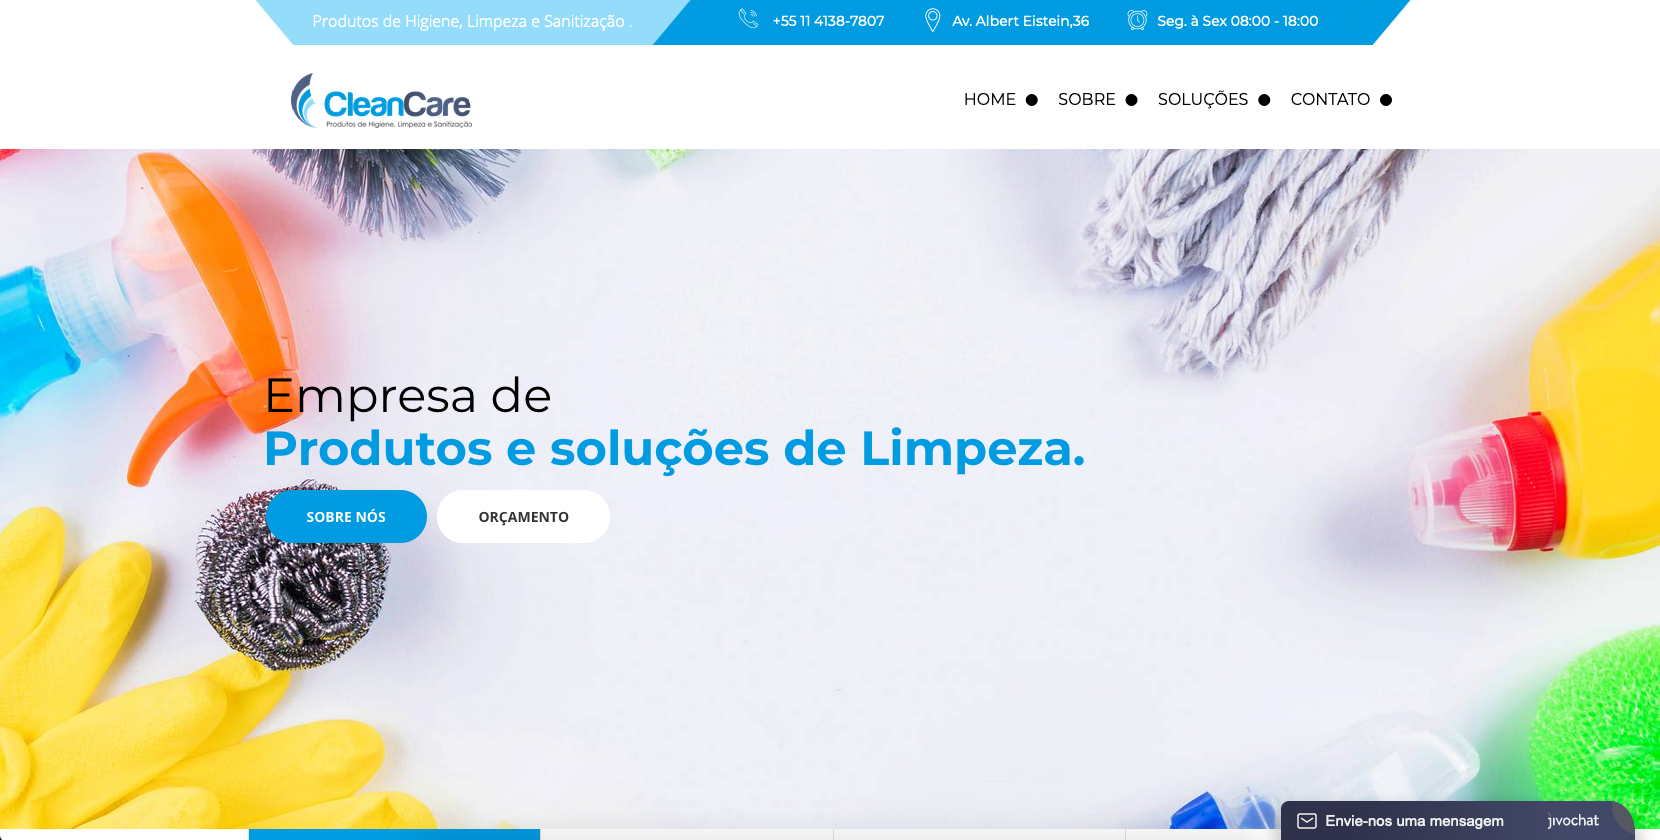 Produtos de Higiene, Limpeza e Sanitização .
+55 11 4138-7807
Av. Albert Eistein,36
Seg. à Sex 08:00 - 18:00
CleanCare
Produtos de Higiene, Limpeza e Sanitização
HOME
SOBRE
SOLUÇÕES
CONTATO
Empresa de
Produtos e soluções de Limpeza.
SOBRE NÓS
ORÇAMENTO
Envie-nos uma mensagem
jivochat